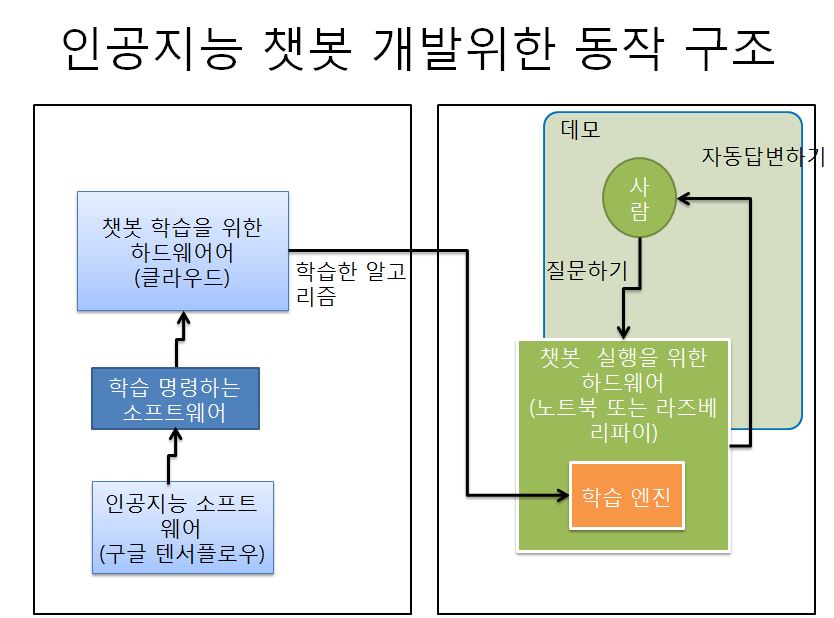 인공지능 챗봇 개발위한 동작 구조
챗봇 학습을 위한
하드웨어어
(클라우드)
학습한 알고
리즘
학습 명령하는
소프트웨어
인공지능 소프트
웨어
(구글 텐서플로우)
데모
자동답변하기
사
람
질문하기
챗봇 실행을 위한
하드웨어
(노트북 또는 라즈베
리파이)
학습 엔진